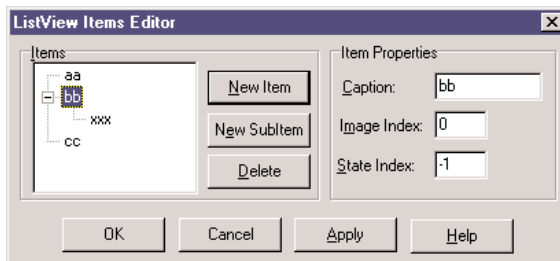 ListView Items Editor
Items
aa
bb
xxx
cc
New Item
New SubItem
Delete
Item Properties
Caption: bb
Image Index: 0
State Index: -1
OK Cancel Apply Help